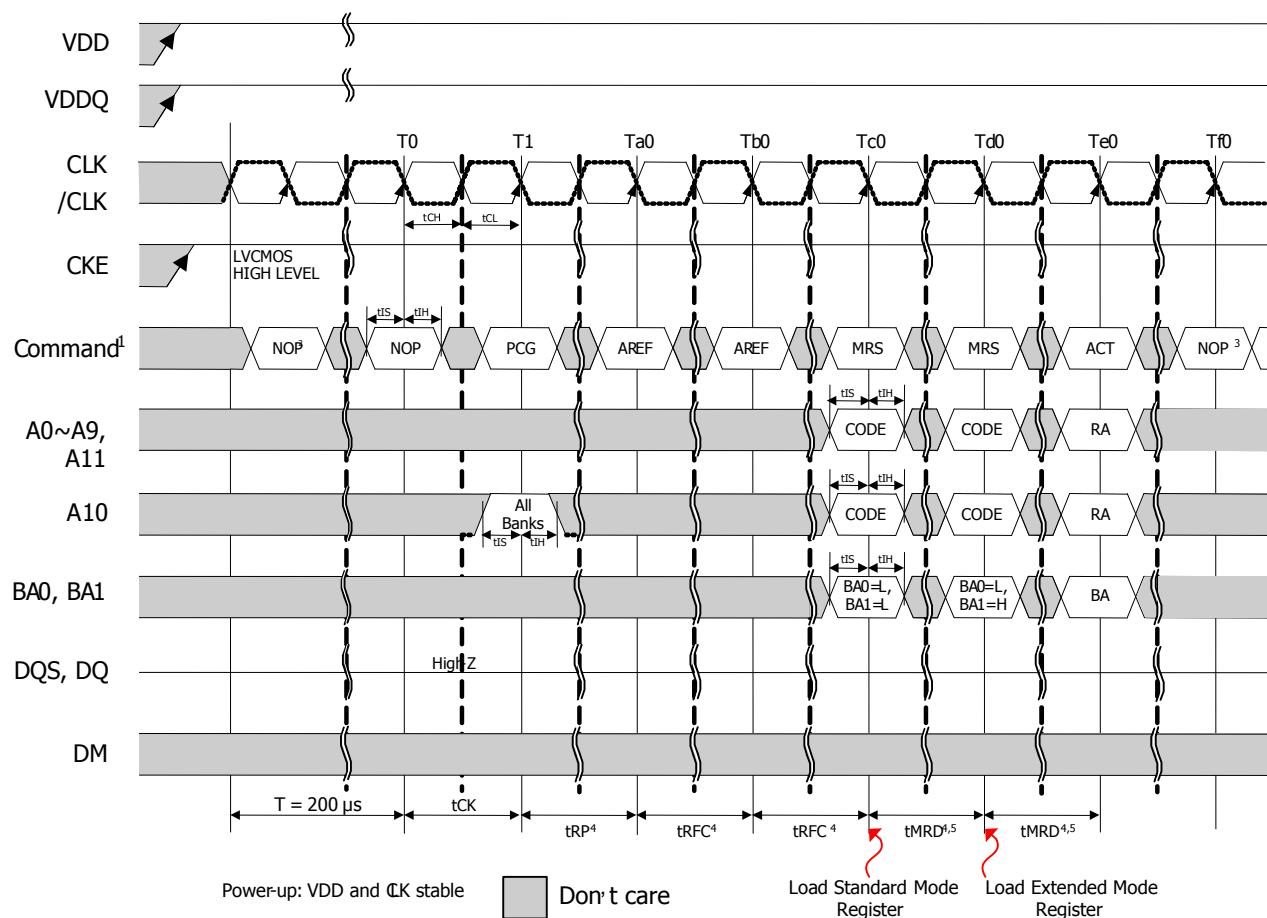 VDD
VDDQ
T0 T1 Ta0 Tb0 Tc0 Td0 Te0 Tf0
CLK
/CLK
tCH tCL
CKE
LVCMOS
HIGH LEVEL
tIS tIH
Command1 NOP3 NOP PCG AREF AREF MRS MRS ACT NOP 3
tIS tIH
A0~A9,
A11
CODE CODE RA
tIS tIH
A10
All
Banks
CODE CODE RA
tIS tIH
tIS tIH
BA0, BA1
BA0=L,
BA1=L
BA0=L,
BA1=H
BA
DQS, DQ
High-Z
DM
T = 200 µs tCK
tRP4 tRFC4 tRFC 4 tMRD4,5 tMRD4,5
Power-up: VDD and CLK stable
Don't care
Load Standard Mode
Register
Load Extended Mode
Register